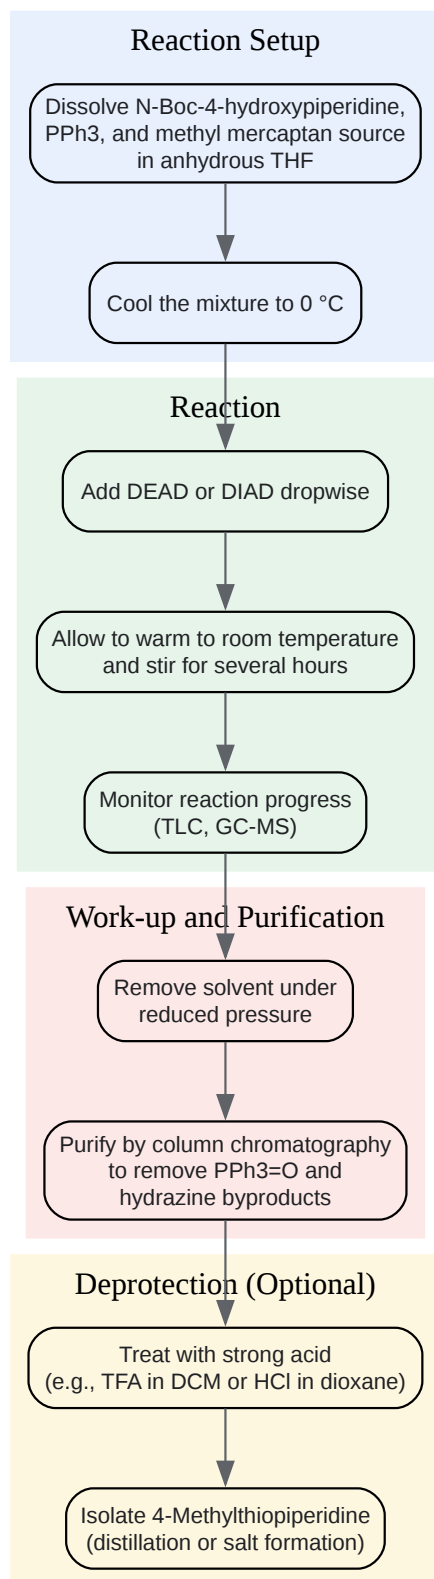 Reaction Setup
Dissolve N-Boc-4-hydroxypiperidine,
PPh3, and methyl mercaptan source
in anhydrous THF
Cool the mixture to 0 °C
Reaction
Add DEAD or DIAD dropwise
Allow to warm to room temperature
and stir for several hours
Monitor reaction progress
(TLC, GC-MS)
Work-up and Purification
Remove solvent under
reduced pressure
Purify by column chromatography
to remove PPh3=O and
hydrazine byproducts
Deprotection (Optional)
Treat with strong acid
(e.g., TFA in DCM or HCl in dioxane)
Isolate 4-Methylthiopiperidine
(distillation or salt formation)